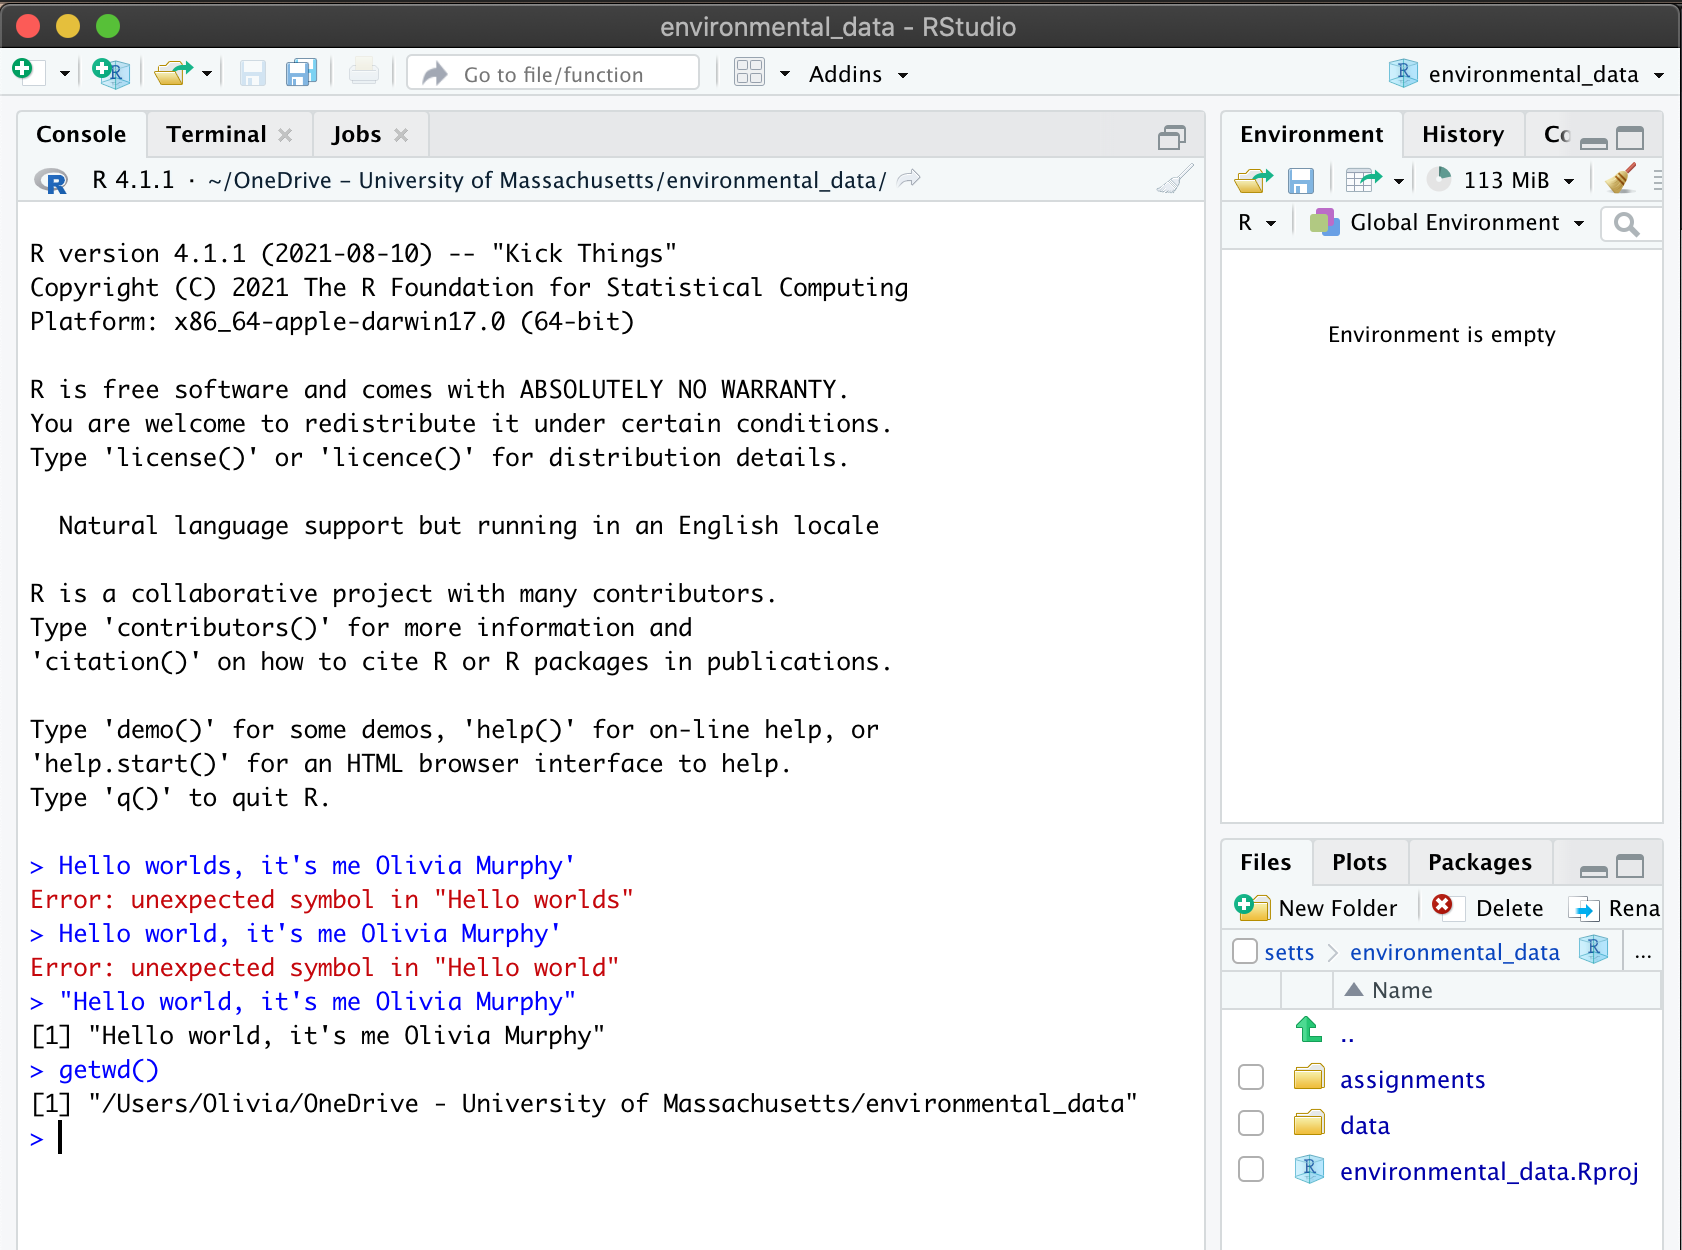 environmental_data - RStudio
Go to file/function
Addins
environmental_data
Console
Terminal
Jobs
R 4.1.1 · ~/OneDrive – University of Massachusetts/environmental_data/
R version 4.1.1 (2021-08-10) -- "Kick Things"
Copyright (C) 2021 The R Foundation for Statistical Computing
Platform: x86_64-apple-darwin17.0 (64-bit)
R is free software and comes with ABSOLUTELY NO WARRANTY.
You are welcome to redistribute it under certain conditions.
Type 'license()' or 'licence()' for distribution details.
Natural language support but running in an English locale
R is a collaborative project with many contributors.
Type 'contributors()' for more information and
'citation()' on how to cite R or R packages in publications.
Type 'demo()' for some demos, 'help()' for on-line help, or
'help.start()' for an HTML browser interface to help.
Type 'q()' to quit R.
> Hello worlds, it's me Olivia Murphy'
Error: unexpected symbol in "Hello worlds"
> Hello world, it's me Olivia Murphy'
Error: unexpected symbol in "Hello world"
> "Hello world, it's me Olivia Murphy"
[1] "Hello world, it's me Olivia Murphy"
> getwd()
[1] "/Users/Olivia/OneDrive - University of Massachusetts/environmental_data"
>
Environment
History
Co
113 MiB
R
Global Environment
Environment is empty
Files
Plots
Packages
New Folder
Delete
Rena
setts
environmental_data
...
Name
..
assignments
data
environmental_data.Rproj